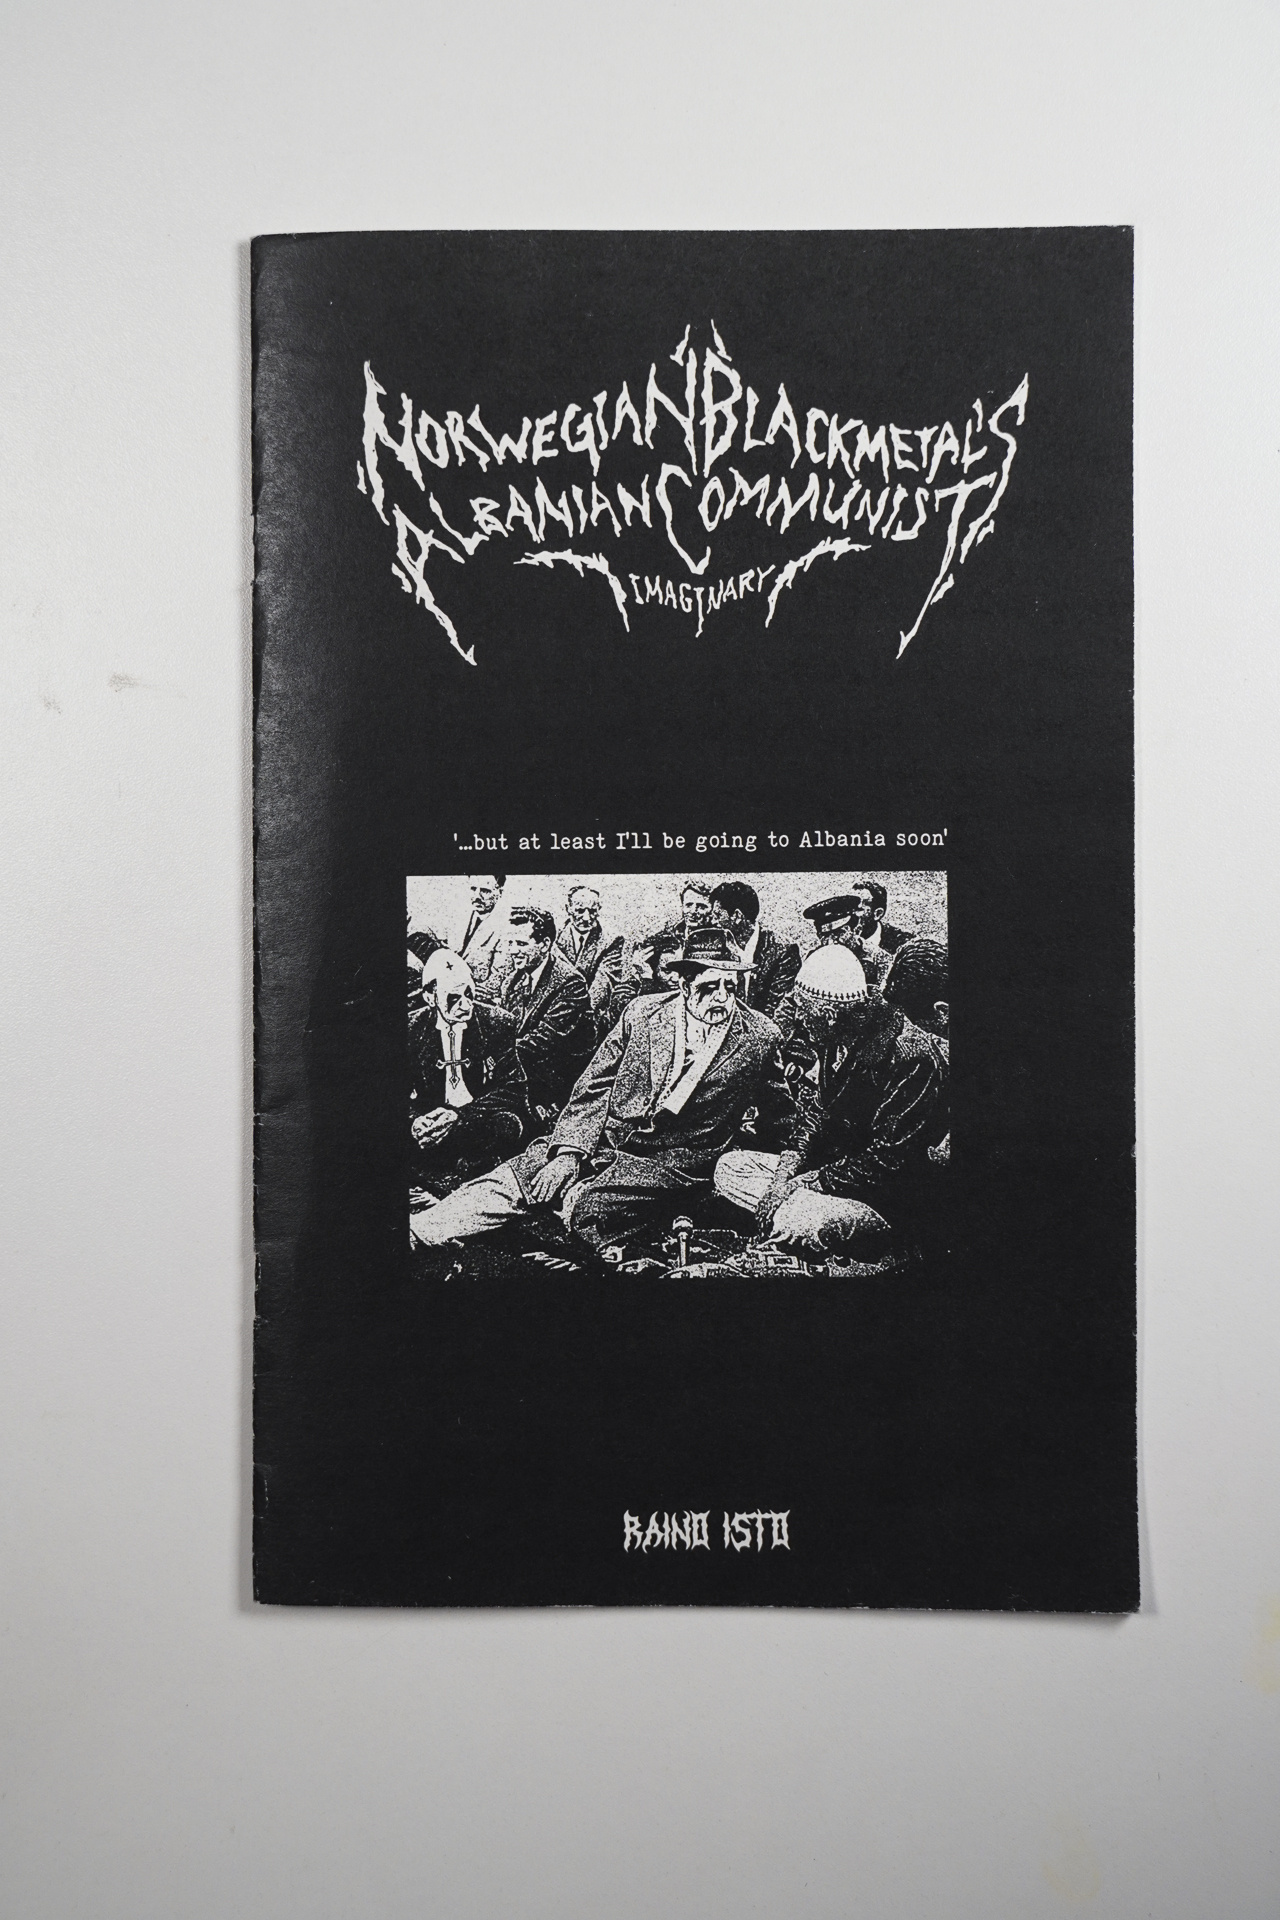 NORWEGIAN BLACK METAL'S
ALBANIAN COMMUNIST
IMAGINARY
'...but at least I'll be going to Albania soon'
RAINO ISTO